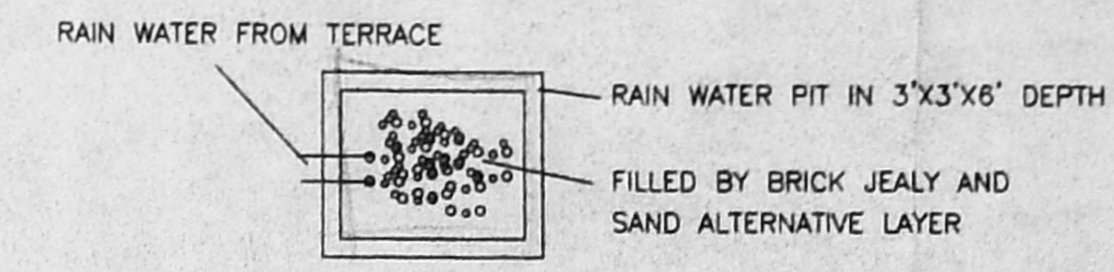 RAIN WATER FROM TERRACE
RAIN WATER PIT IN 3'X3'X6' DEPTH
FILLED BY BRICK JEALY AND
SAND ALTERNATIVE LAYER